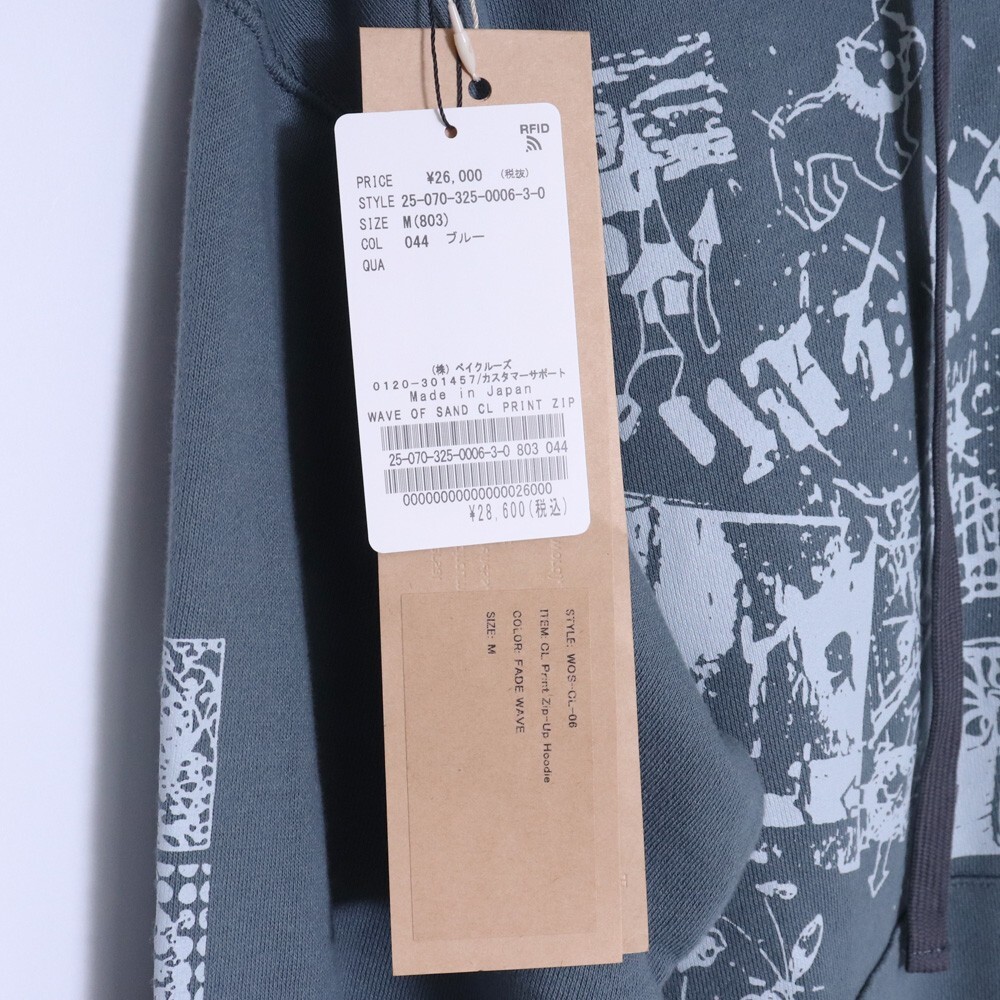 RFID
PRICE ¥26,000 (税抜)
STYLE 25-070-325-0006-3-0
SIZE M(803)
COL 044 ブルー
QUA
(株) ベイクルーズ
0120-301457/カスタマーサポート
Made in Japan
WAVE OF SAND CL PRINT ZIP
25-070-325-0006-3-0 803 044
00000000000000026000
¥28,600(税込)
STYLE: WOS-CL-06
ITEM: CL Print Zip-Up Hoodie
COLOR: FADE WAVE
SIZE: M